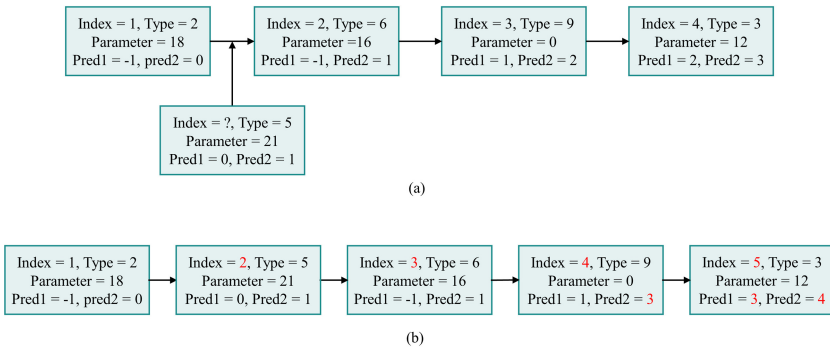 Index = 1, Type = 2
Parameter = 18
Pred1 = -1, pred2 = 0
Index = 2, Type = 6
Parameter =16
Pred1 = -1, Pred2 = 1
Index = 3, Type = 9
Parameter = 0
Pred1 = 1, Pred2 = 2
Index = 4, Type = 3
Parameter = 12
Pred1 = 2, Pred2 = 3
Index = ?, Type = 5
Parameter = 21
Pred1 = 0, Pred2 = 1
(a)
Index = 1, Type = 2
Parameter = 18
Pred1 = -1, pred2 = 0
Index = 2, Type = 5
Parameter = 21
Pred1 = 0, Pred2 = 1
Index = 3, Type = 6
Parameter = 16
Pred1 = -1, Pred2 = 1
Index = 4, Type = 9
Parameter = 0
Pred1 = 1, Pred2 = 3
Index = 5, Type = 3
Parameter = 12
Pred1 = 3, Pred2 = 4
(b)